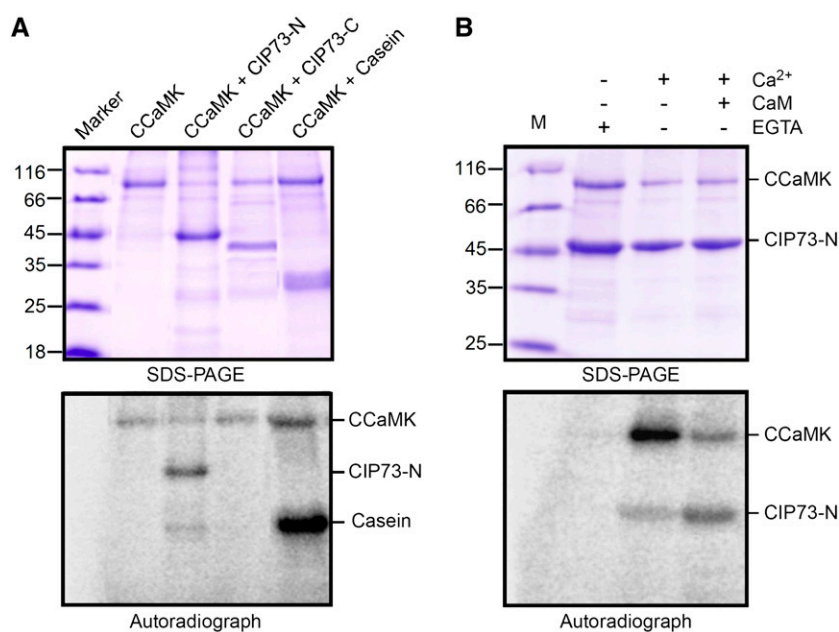 A
Marker
CCaMK
CCaMK + CIP73-N
CCaMK + CIP73-C
CCaMK + Casein
116
66
45
35
25
18
SDS-PAGE
CCaMK
CIP73-N
Casein
Autoradiograph
B
- + + Ca²⁺
- - + CaM
M + - - EGTA
116
66
45
35
25
CCaMK
CIP73-N
SDS-PAGE
CCaMK
CIP73-N
Autoradiograph